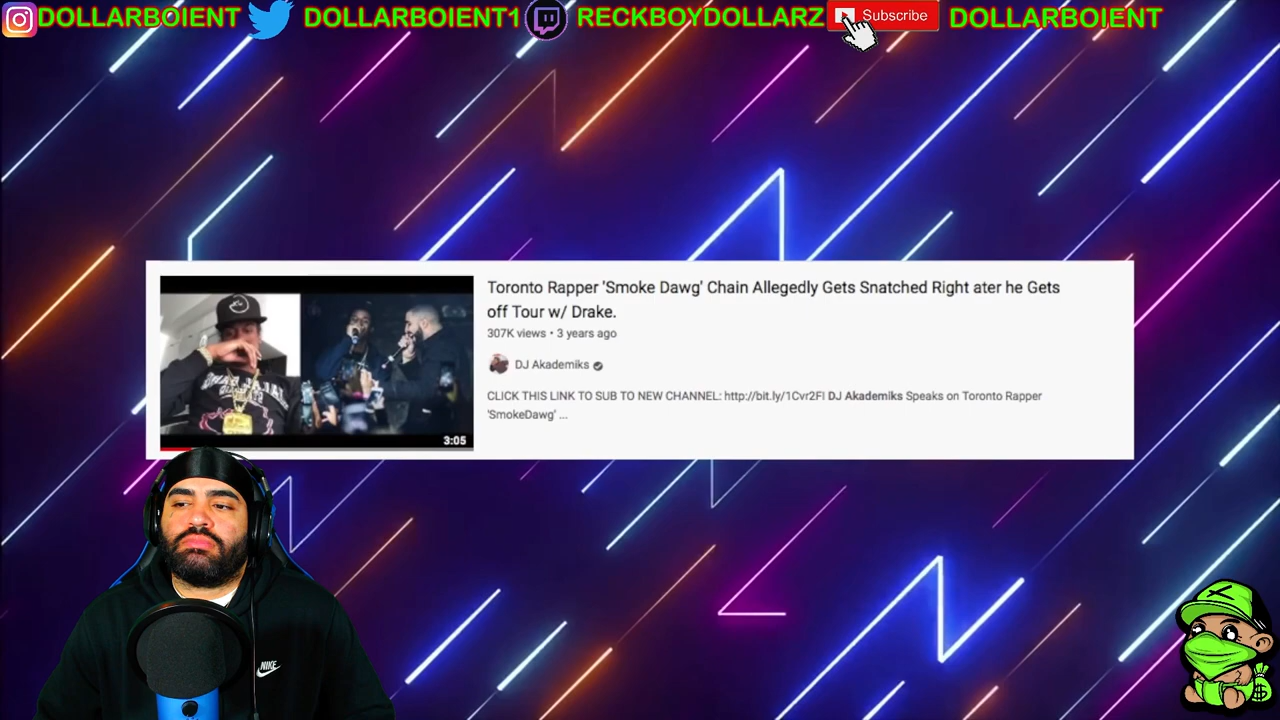 DOLLARBOIENT DOLLARBOIENT1 RECKBOYDOLLARZ Subscribe DOLLARBOIENT
Toronto Rapper 'Smoke Dawg' Chain Allegedly Gets Snatched Right ater he Gets
off Tour w/ Drake.
307K views • 3 years ago
DJ Akademiks
CLICK THIS LINK TO SUB TO NEW CHANNEL: http://bit.ly/1Cvr2Fl DJ Akademiks Speaks on Toronto Rapper
'SmokeDawg' ...
3:05
NIKE